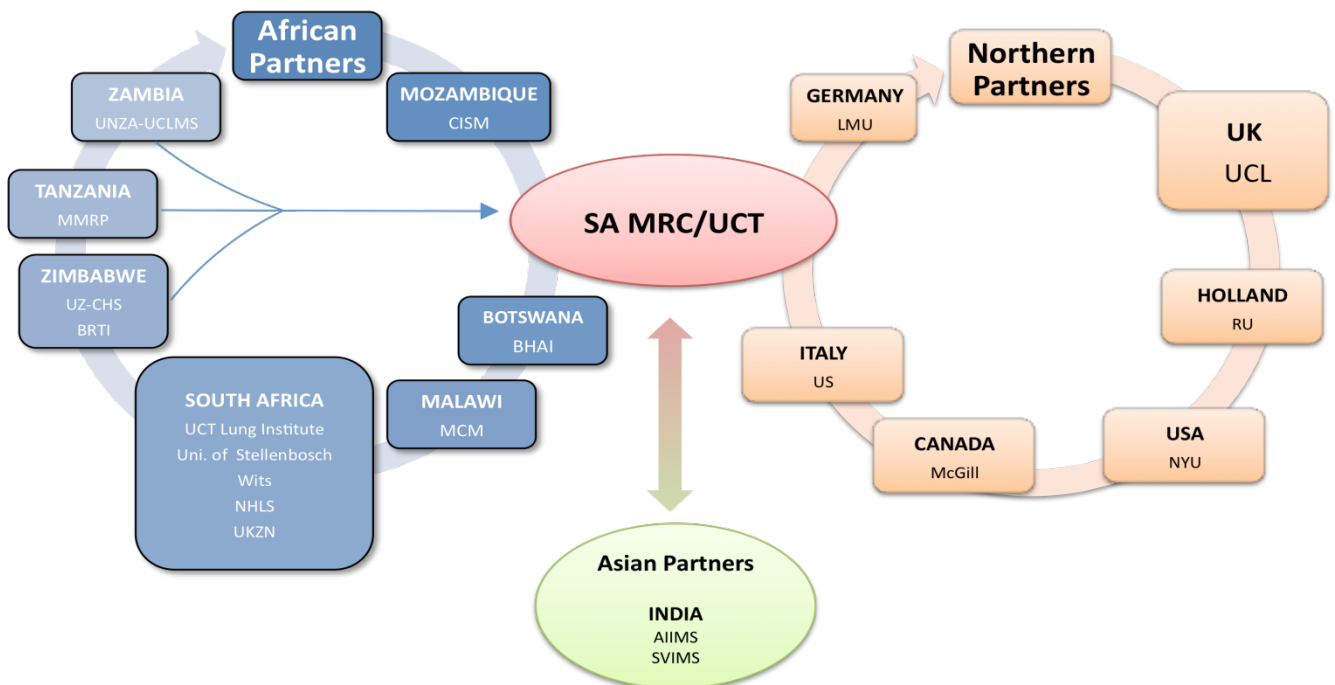 African
Partners
ZAMBIA
UNZA-UCLMS
MOZAMBIQUE
CISM
TANZANIA
MMRP
ZIMBABWE
UZ-CHS
BRTI
BOTSWANA
BHAI
MALAWI
MCM
SOUTH AFRICA
UCT Lung Institute
Uni. of Stellenbosch
Wits
NHLS
UKZN
SA MRC/UCT
Northern
Partners
GERMANY
LMU
UK
UCL
HOLLAND
RU
ITALY
US
CANADA
McGill
USA
NYU
Asian Partners
INDIA
AIIMS
SVIMS